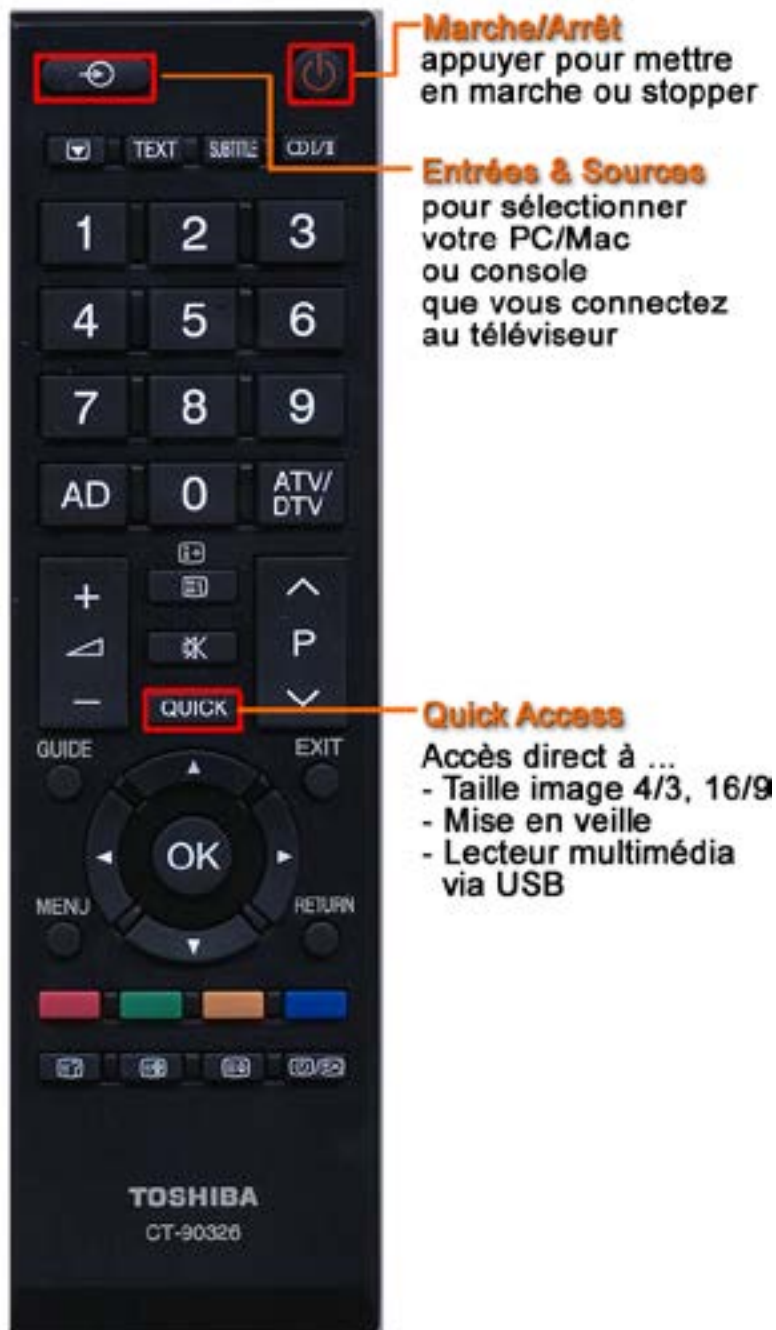 Marche/Arrêt
appuyer pour mettre
en marche ou stopper
TEXT SUBTITLE I/II
Entrées & Sources
pour sélectionner
votre PC/Mac
ou console
que vous connectez
au téléviseur
1 2 3
4 5 6
7 8 9
AD 0 ATV/
DTV
+
P
–
QUICK
Quick Access
Accès direct à ...
- Taille image 4/3, 16/9
- Mise en veille
- Lecteur multimédia
via USB
GUIDE EXIT
OK
MENU RETURN
TOSHIBA
CT-90326